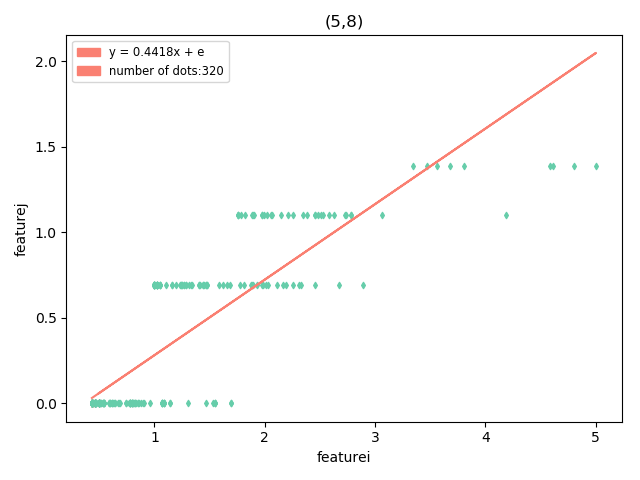 (5,8)
y = 0.4418x + e
number of dots:320
2.0
1.5
1.0
0.5
0.0
featurej
1 2 3 4 5
featurei